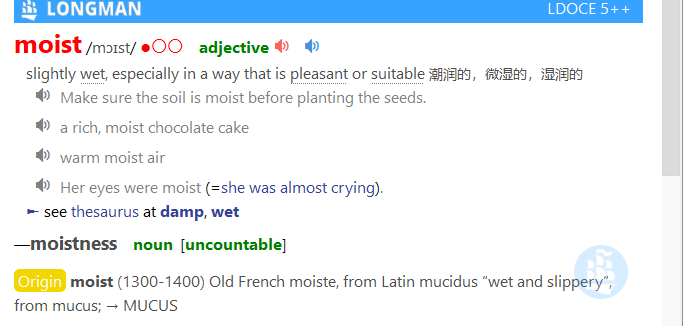 LONGMAN LDOCE 5++
moist /mɔɪst/ ●○○ adjective
slightly wet, especially in a way that is pleasant or suitable 潮润的，微湿的，湿润的
Make sure the soil is moist before planting the seeds.
a rich, moist chocolate cake
warm moist air
Her eyes were moist (=she was almost crying).
► see thesaurus at damp, wet
—moistness noun [uncountable]
Origin moist (1300-1400) Old French moiste, from Latin mucidus “wet and slippery”,
from mucus; → MUCUS